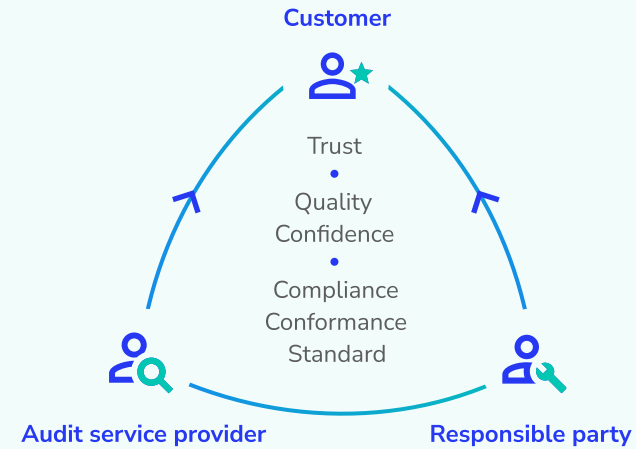 Customer
Trust
Quality
Confidence
Compliance
Conformance
Standard
Audit service provider
Responsible party